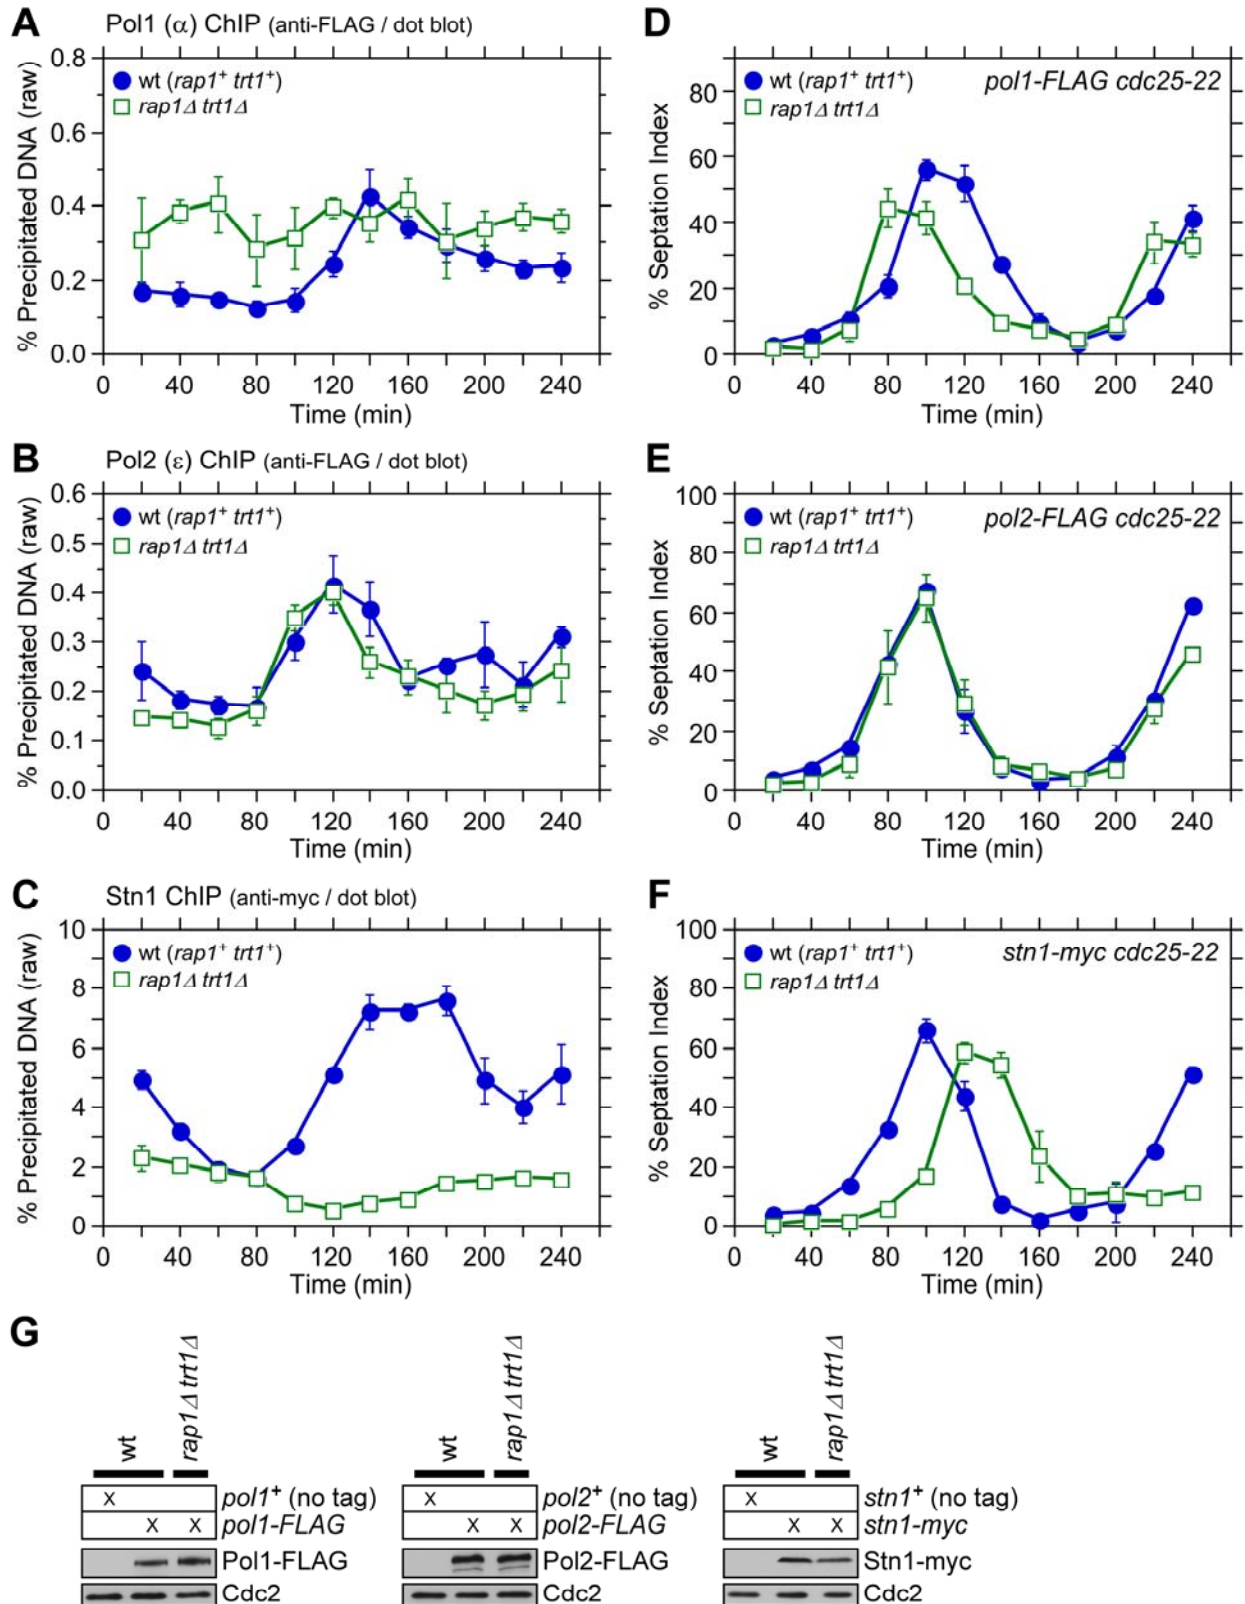 A Pol1 (α) ChIP (anti-FLAG / dot blot)
% Precipitated DNA (raw)
0.8
0.6
0.4
0.2
0.0
wt (rap1⁺ trt1⁺)
rap1Δ trt1Δ
0 40 80 120 160 200 240
Time (min)
D
% Septation Index
80
60
40
20
0
wt (rap1⁺ trt1⁺)
rap1Δ trt1Δ
pol1-FLAG cdc25-22
0 40 80 120 160 200 240
Time (min)
B Pol2 (ε) ChIP (anti-FLAG / dot blot)
% Precipitated DNA (raw)
0.6
0.5
0.4
0.3
0.2
0.1
0.0
wt (rap1⁺ trt1⁺)
rap1Δ trt1Δ
0 40 80 120 160 200 240
Time (min)
E
% Septation Index
100
80
60
40
20
0
wt (rap1⁺ trt1⁺)
rap1Δ trt1Δ
pol2-FLAG cdc25-22
0 40 80 120 160 200 240
Time (min)
C Stn1 ChIP (anti-myc / dot blot)
% Precipitated DNA (raw)
10
8
6
4
2
0
wt (rap1⁺ trt1⁺)
rap1Δ trt1Δ
0 40 80 120 160 200 240
Time (min)
F
% Septation Index
100
80
60
40
20
0
wt (rap1⁺ trt1⁺)
rap1Δ trt1Δ
stn1-myc cdc25-22
0 40 80 120 160 200 240
Time (min)
G
wt
rap1Δ trt1Δ
X pol1⁺ (no tag)
X X pol1-FLAG
Pol1-FLAG
Cdc2
wt
rap1Δ trt1Δ
X pol2⁺ (no tag)
X X pol2-FLAG
Pol2-FLAG
Cdc2
wt
rap1Δ trt1Δ
X stn1⁺ (no tag)
X X stn1-myc
Stn1-myc
Cdc2